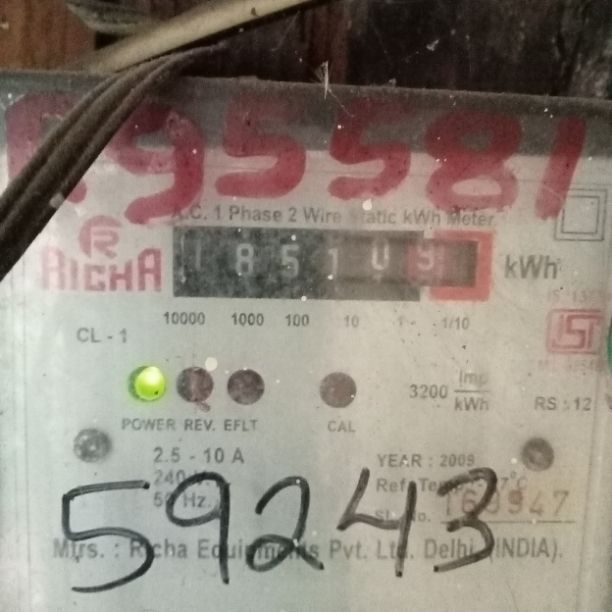 95581
A.C. 1 Phase 2 Wire Static kWh Meter
RICHA
185109 kWh
10000 1000 100 10 1 1/10
CL - 1
3200 Imp/kWh
RS : 12
POWER REV. EFLT CAL
2.5 - 10 A
YEAR : 2009
240
50 Hz.
59243
Mfrs. : Richa Equipments Pvt. Ltd. Delhi (INDIA).